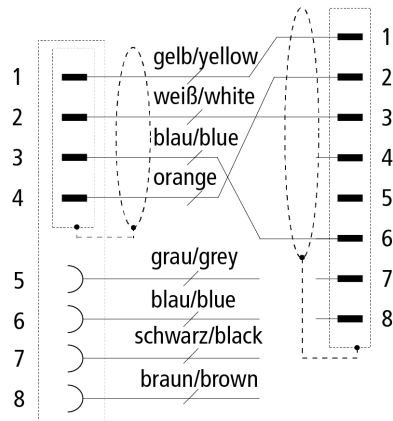 gelb/yellow
1
1
weiß/white
2
2
blau/blue
3
3
orange
4
4
5
6
grau/grey
5
7
blau/blue
6
8
schwarz/black
7
braun/brown
8